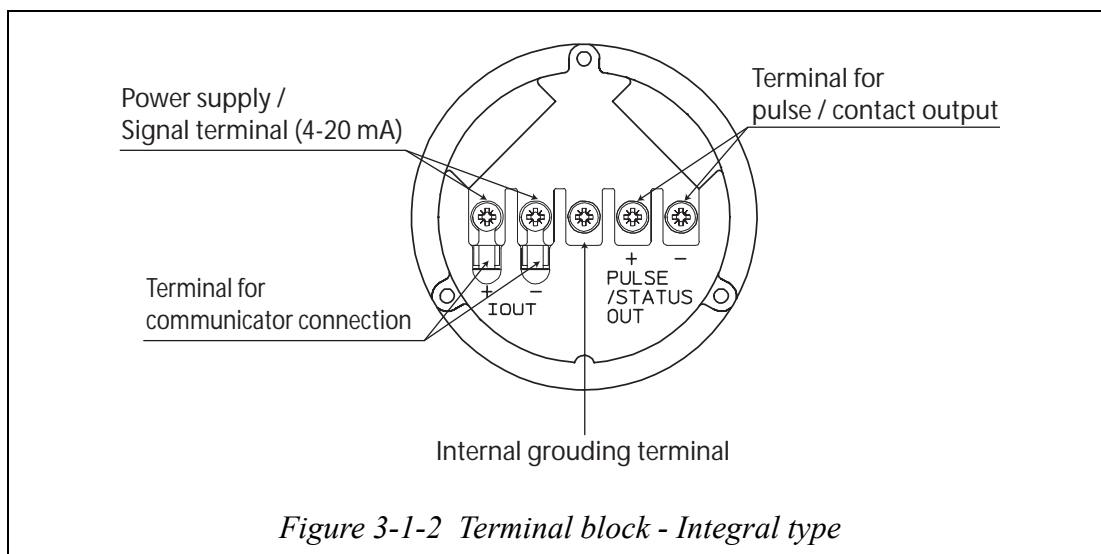 Power supply /
Signal terminal (4-20 mA)
Terminal for
pulse / contact output
+ - + -
IOUT
PULSE
/STATUS
OUT
Terminal for
communicator connection
Internal grouding terminal
Figure 3-1-2 Terminal block - Integral type